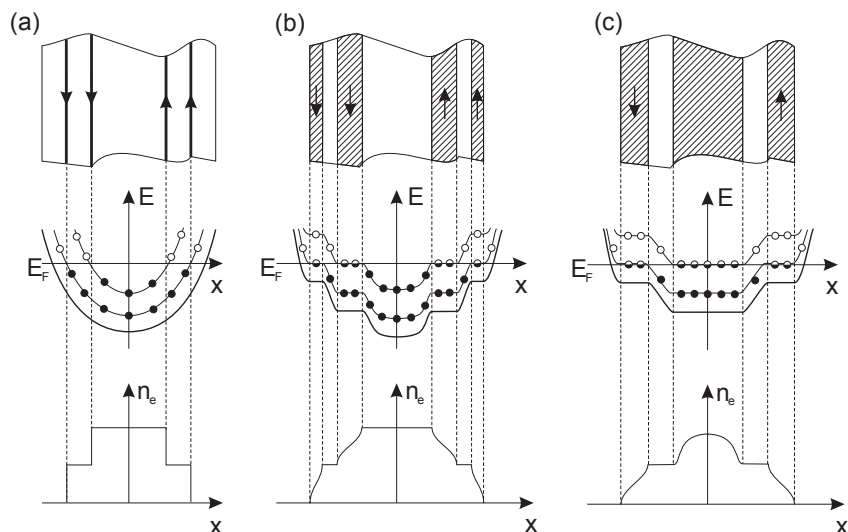 (a) (b) (c)
E E E
E_F x E_F x E_F x
n_e n_e n_e
x x x